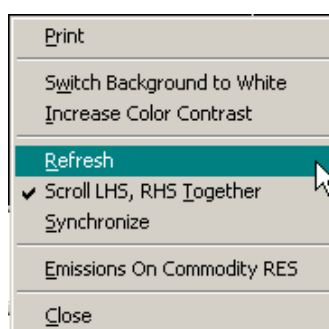 Print
Switch Background to White
Increase Color Contrast
Refresh
Scroll LHS, RHS Together
Synchronize
Emissions On Commodity RES
Close